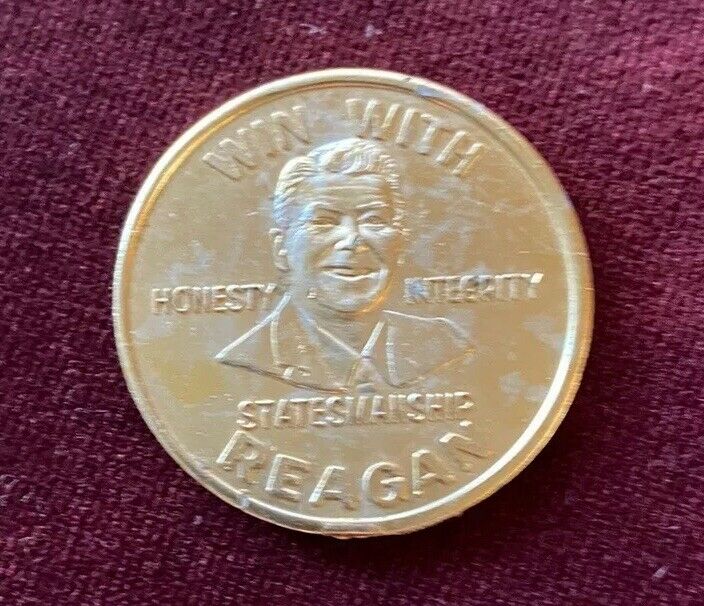 WIN WITH
HONESTY INTEGRITY
STATESMANSHIP
REAGAN